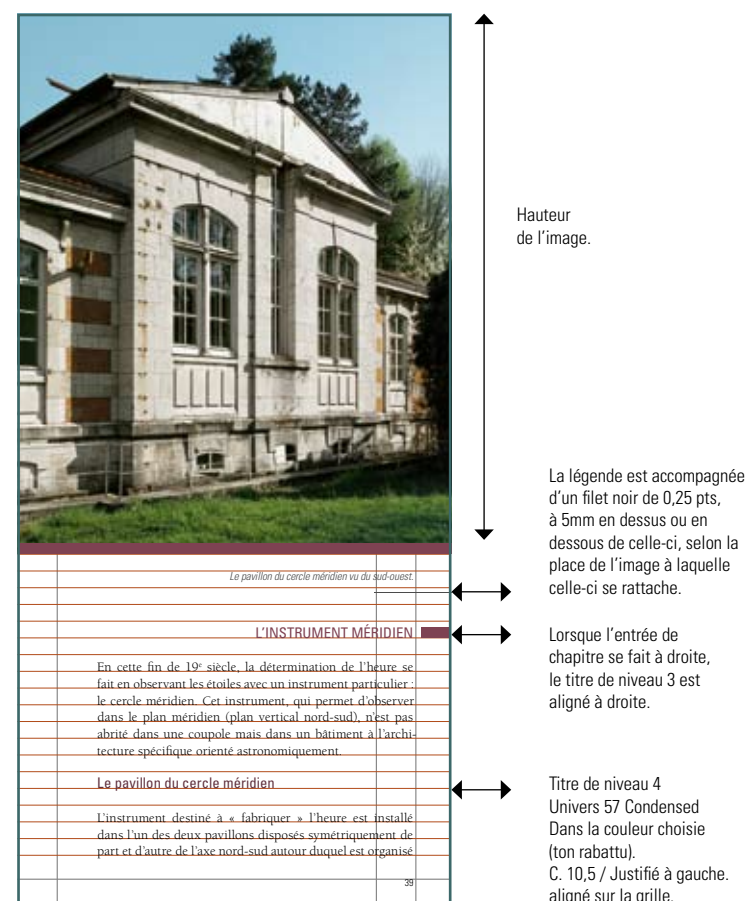 Hauteur
de l'image.
La légende est accompagnée
d'un filet noir de 0,25 pts,
à 5mm en dessus ou en
dessous de celle-ci, selon la
place de l'image à laquelle
celle-ci se rattache.
Le pavillon du cercle méridien vu du sud-ouest.
L'INSTRUMENT MÉRIDIEN
Lorsque l'entrée de
chapitre se fait à droite,
le titre de niveau 3 est
aligné à droite.
En cette fin de 19e siècle, la détermination de l'heure se
fait en observant les étoiles avec un instrument particulier :
le cercle méridien. Cet instrument, qui permet d'observer
dans le plan méridien (plan vertical nord-sud), n'est pas
abrité dans une coupole mais dans un bâtiment à l'archi-
tecture spécifique orienté astronomiquement.
Le pavillon du cercle méridien
L'instrument destiné à « fabriquer » l'heure est installé
dans l'un des deux pavillons disposés symétriquement de
part et d'autre de l'axe nord-sud autour duquel est organisé
39
Titre de niveau 4
Univers 57 Condensed
Dans la couleur choisie
(ton rabattu).
C. 10,5 / Justifié à gauche.
aligné sur la grille.